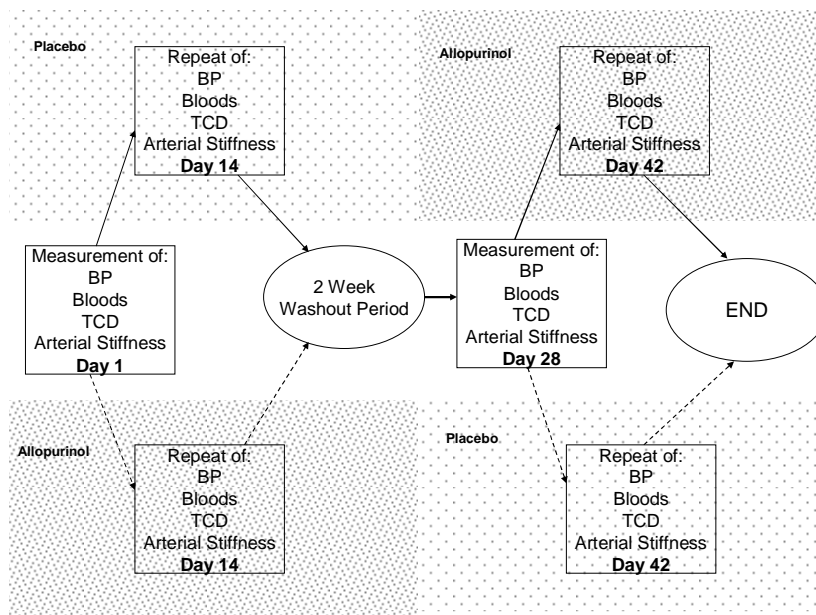 Placebo
Repeat of:
BP
Bloods
TCD
Arterial Stiffness
Day 14
Allopurinol
Repeat of:
BP
Bloods
TCD
Arterial Stiffness
Day 42
Measurement of:
BP
Bloods
TCD
Arterial Stiffness
Day 1
2 Week
Washout Period
Measurement of:
BP
Bloods
TCD
Arterial Stiffness
Day 28
END
Allopurinol
Repeat of:
BP
Bloods
TCD
Arterial Stiffness
Day 14
Placebo
Repeat of:
BP
Bloods
TCD
Arterial Stiffness
Day 42